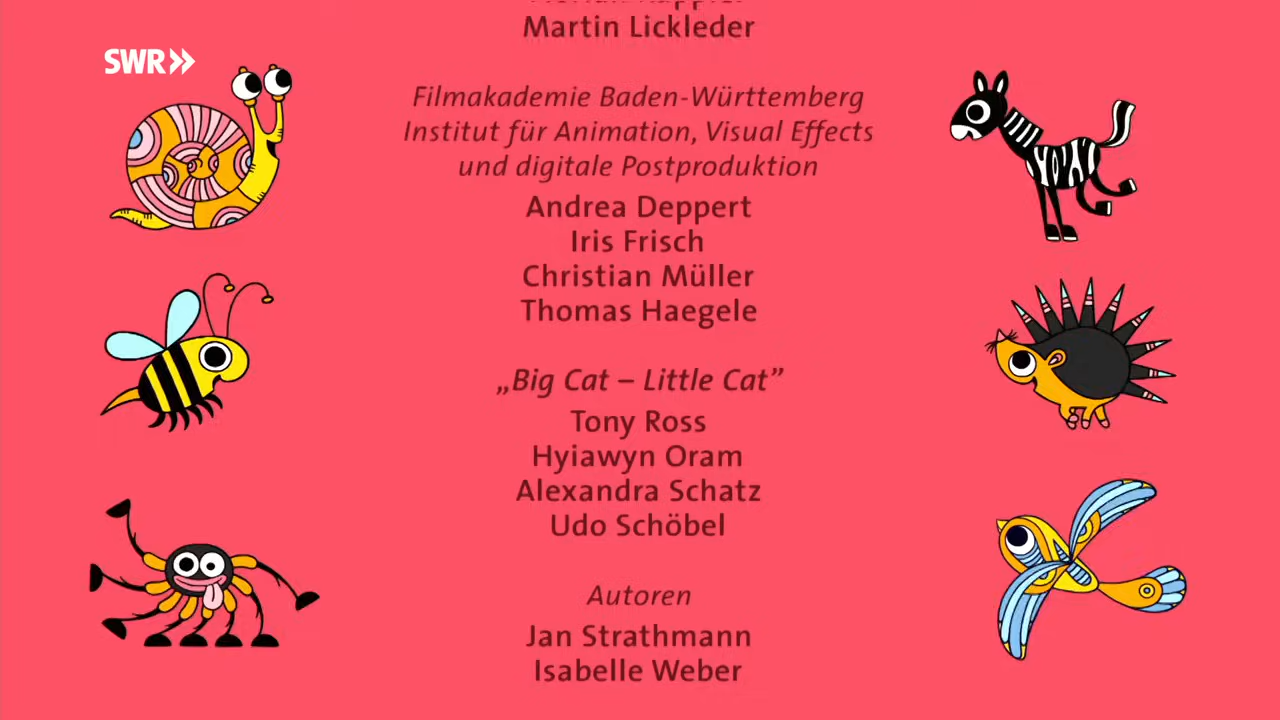 Martin Lickleder
SWR
Filmakademie Baden-Württemberg
Institut für Animation, Visual Effects
und digitale Postproduktion
Andrea Deppert
Iris Frisch
Christian Müller
Thomas Haegele
„Big Cat – Little Cat”
Tony Ross
Hyiawyn Oram
Alexandra Schatz
Udo Schöbel
Autoren
Jan Strathmann
Isabelle Weber